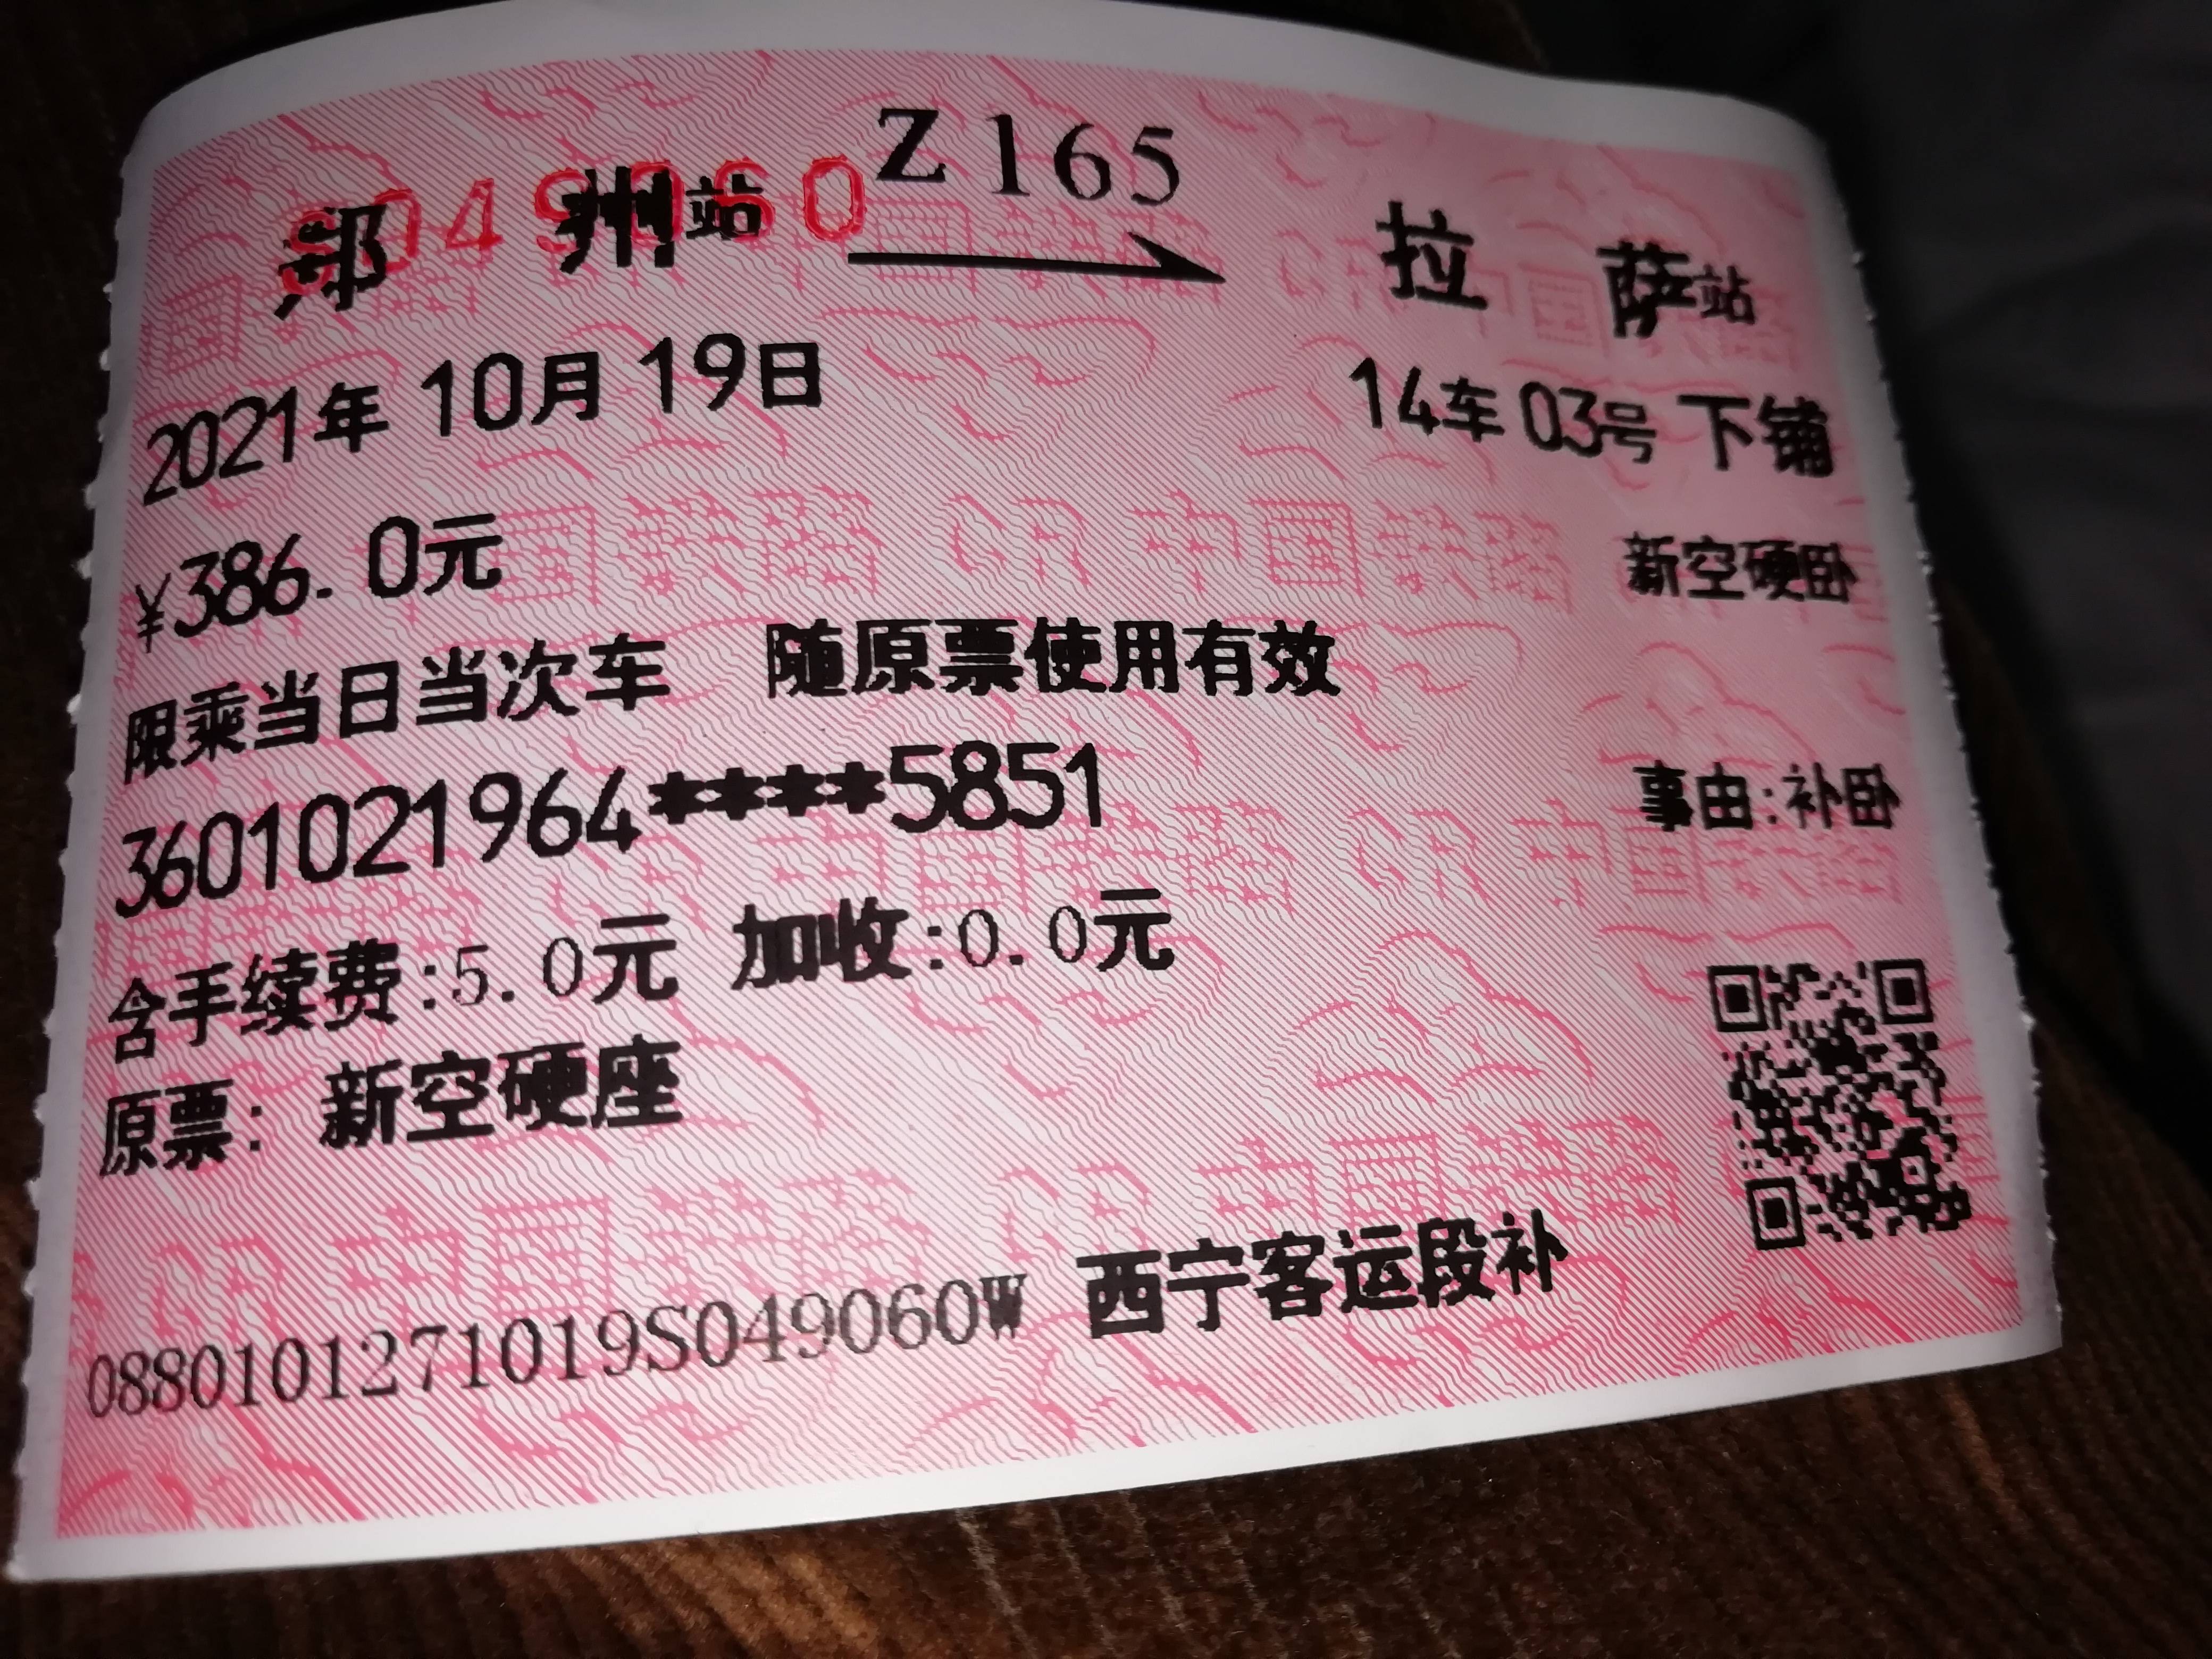 S049060
Z165
郑州站 拉萨站
2021年10月19日 14车03号下铺
¥386.0元 新空硬卧
限乘当日当次车 随原票使用有效
3601021964****5851 事由:补卧
含手续费:5.0元 加收:0.0元
原票: 新空硬座
0880101271019S049060W 西宁客运段补